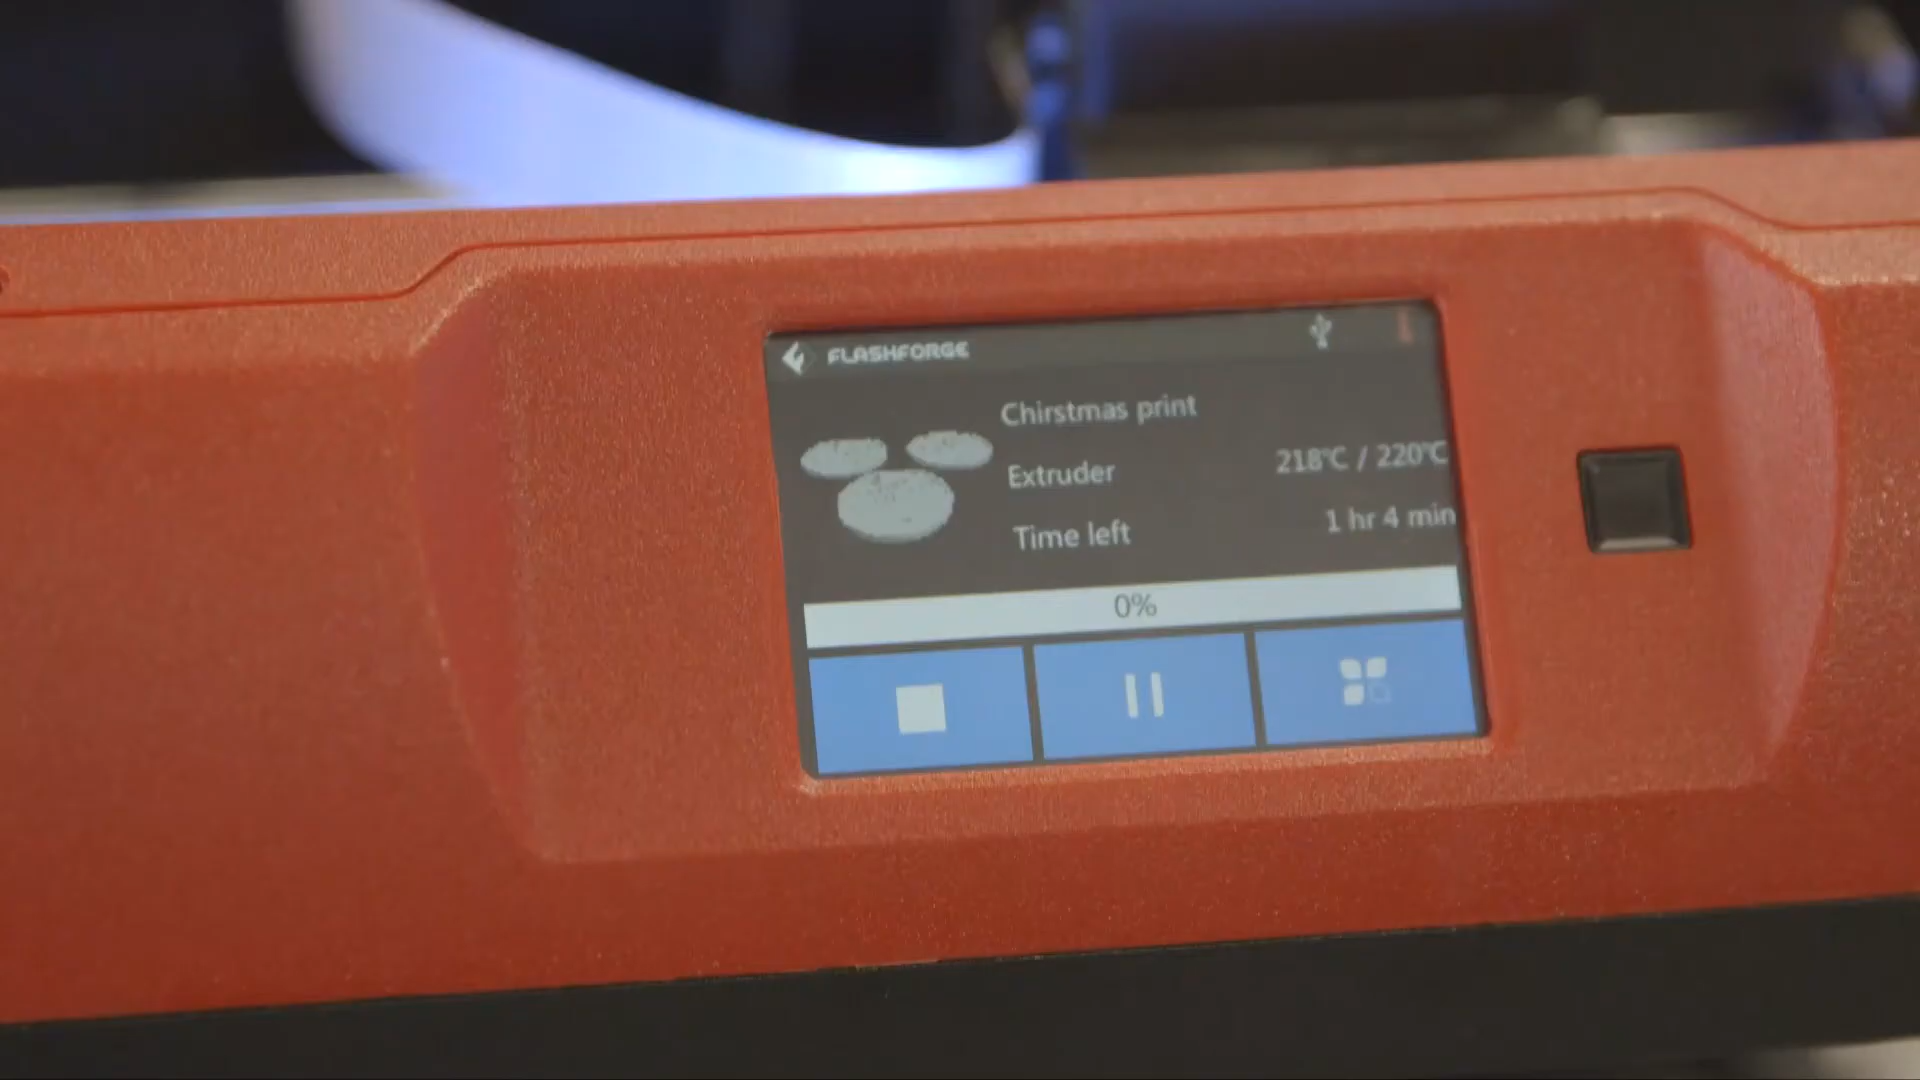 FLASHFORGE
Chirstmas print
Extruder 218℃ / 220℃
Time left 1 hr 4 min
0%